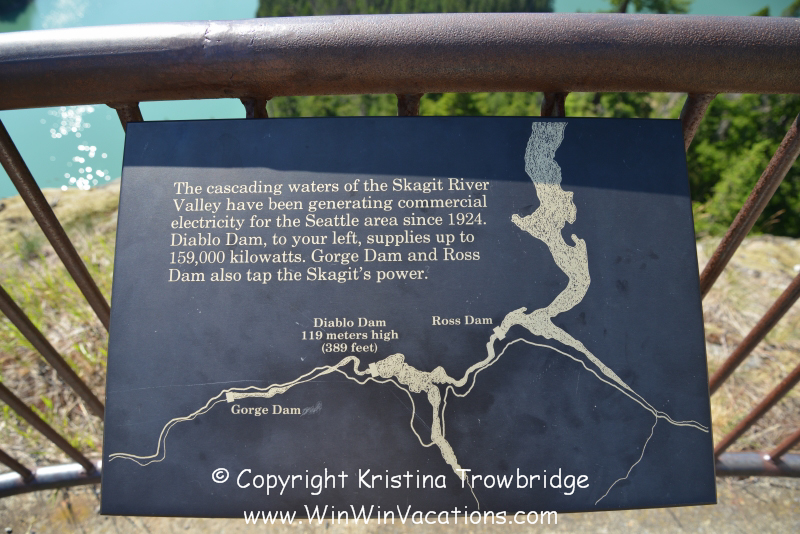 The cascading waters of the Skagit River
Valley have been generating commercial
electricity for the Seattle area since 1924.
Diablo Dam, to your left, supplies up to
159,000 kilowatts. Gorge Dam and Ross
Dam also tap the Skagit's power.
Diablo Dam
119 meters high
(389 feet)
Ross Dam
Gorge Dam
© Copyright Kristina Trowbridge
www.WinWinVacations.com